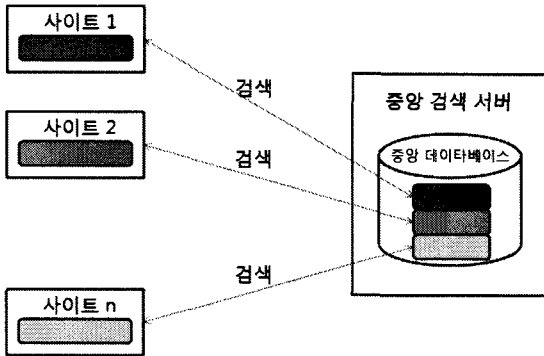 사이트 1
검색
중앙 검색 서버
사이트 2
중앙 데이타베이스
검색
검색
사이트 n